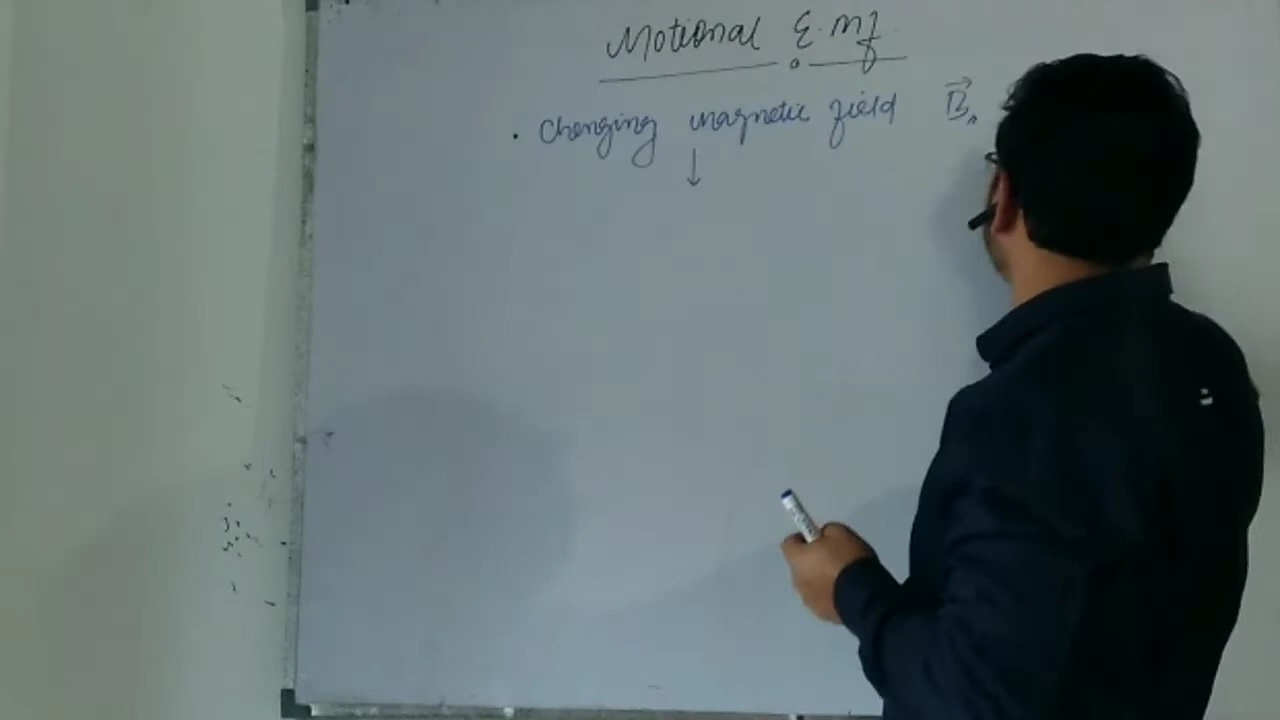 Motional E.mf
. Changing magnetic field B⃗,,
↓